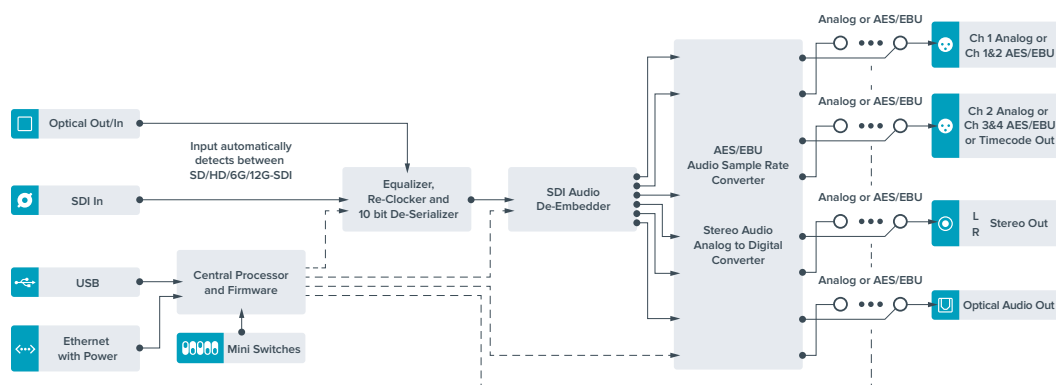 Analog or AES/EBU
Ch 1 Analog or
Ch 1&2 AES/EBU
Optical Out/In
Input automatically
detects between
SD/HD/6G/12G-SDI
Analog or AES/EBU
Ch 2 Analog or
Ch 3&4 AES/EBU
or Timecode Out
AES/EBU
Audio Sample Rate
Converter
SDI In
Equalizer,
Re-Clocker and
10 bit De-Serializer
SDI Audio
De-Embedder
Analog or AES/EBU
L
R
Stereo Out
Stereo Audio
Analog to Digital
Converter
USB
Central Processor
and Firmware
Analog or AES/EBU
Optical Audio Out
Ethernet
with Power
Mini Switches